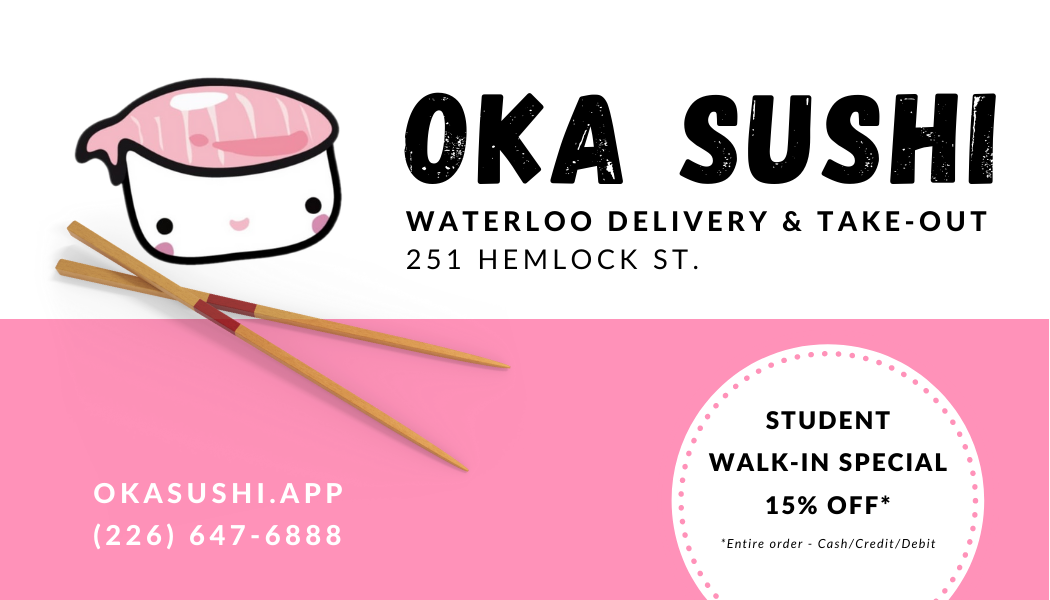 OKA SUSHI
WATERLOO DELIVERY & TAKE-OUT
251 HEMLOCK ST.
OKASUSHI.APP
(226) 647-6888
STUDENT
WALK-IN SPECIAL
15% OFF*
*Entire order - Cash/Credit/Debit